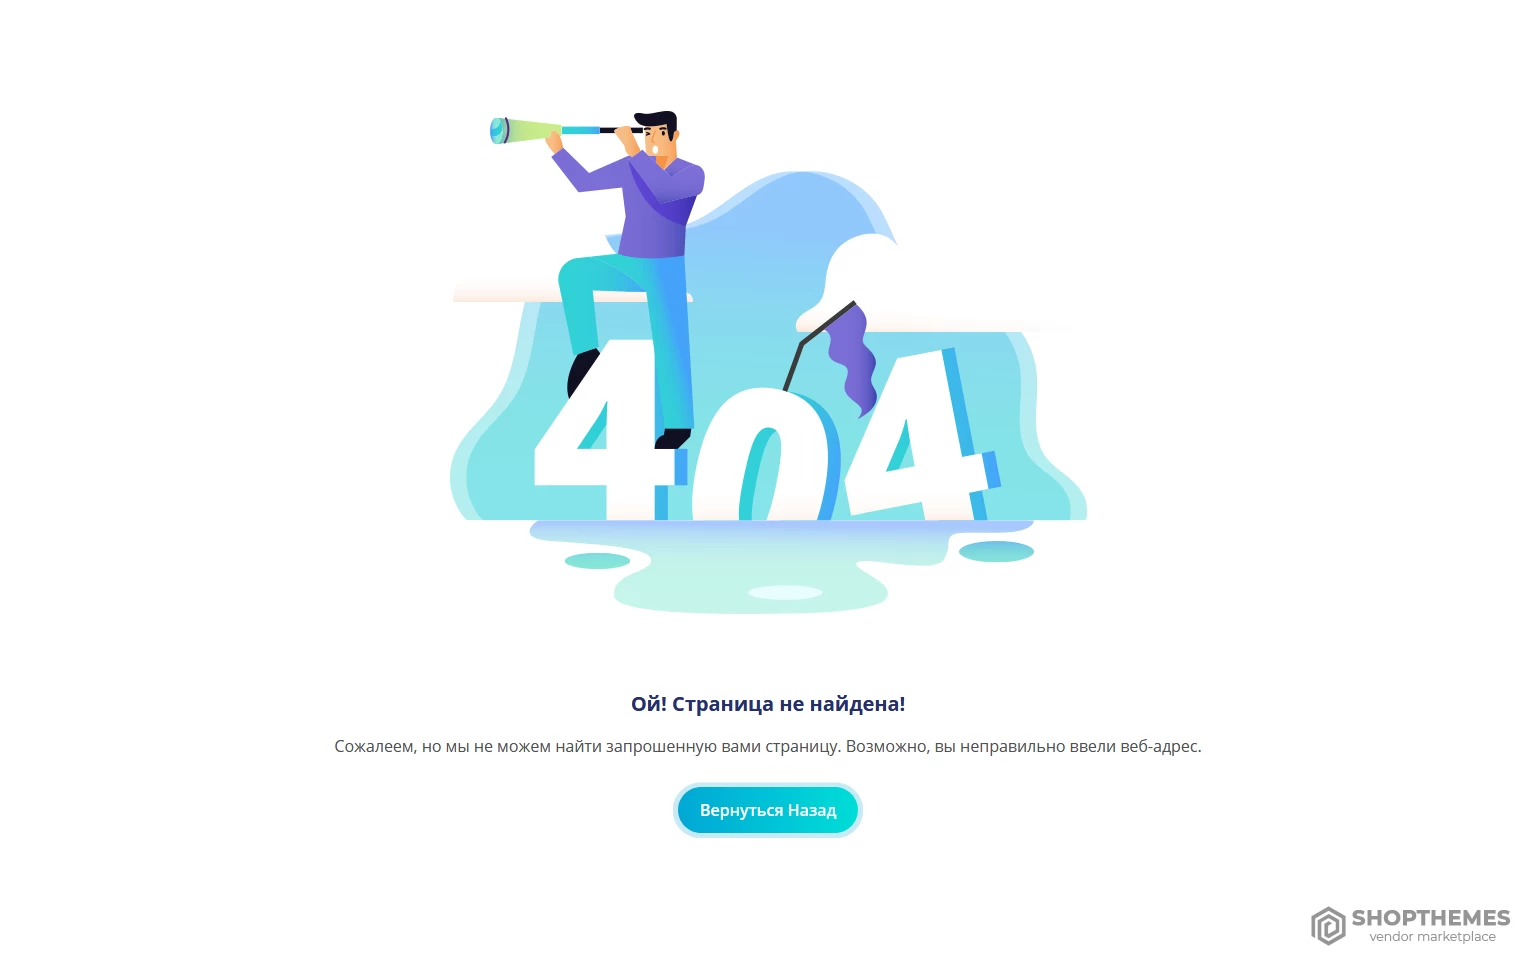 404
Ой! Страница не найдена!
Сожалеем, но мы не можем найти запрошенную вами страницу. Возможно, вы неправильно ввели веб-адрес.
Вернуться Назад
SHOPTHEMES
vendor marketplace